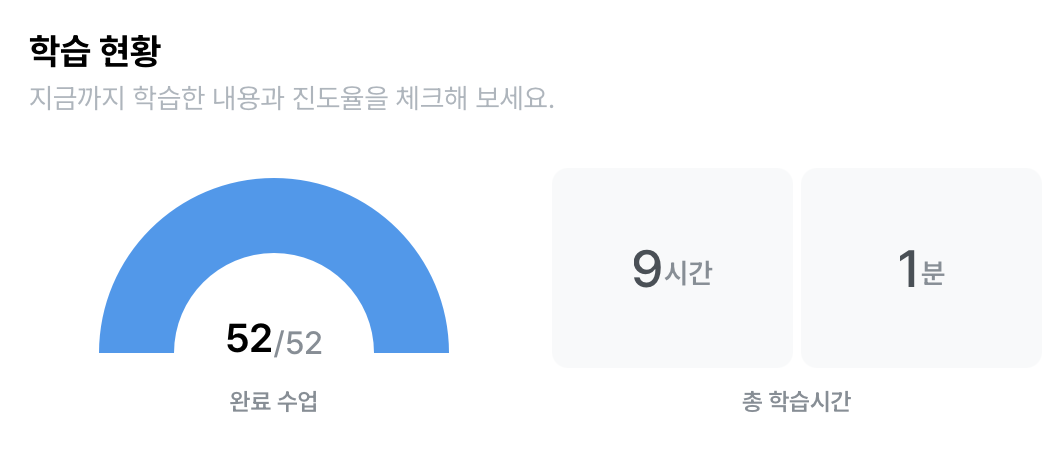 학습 현황
지금까지 학습한 내용과 진도율을 체크해 보세요.
52/52
완료 수업
9시간 1분
총 학습시간